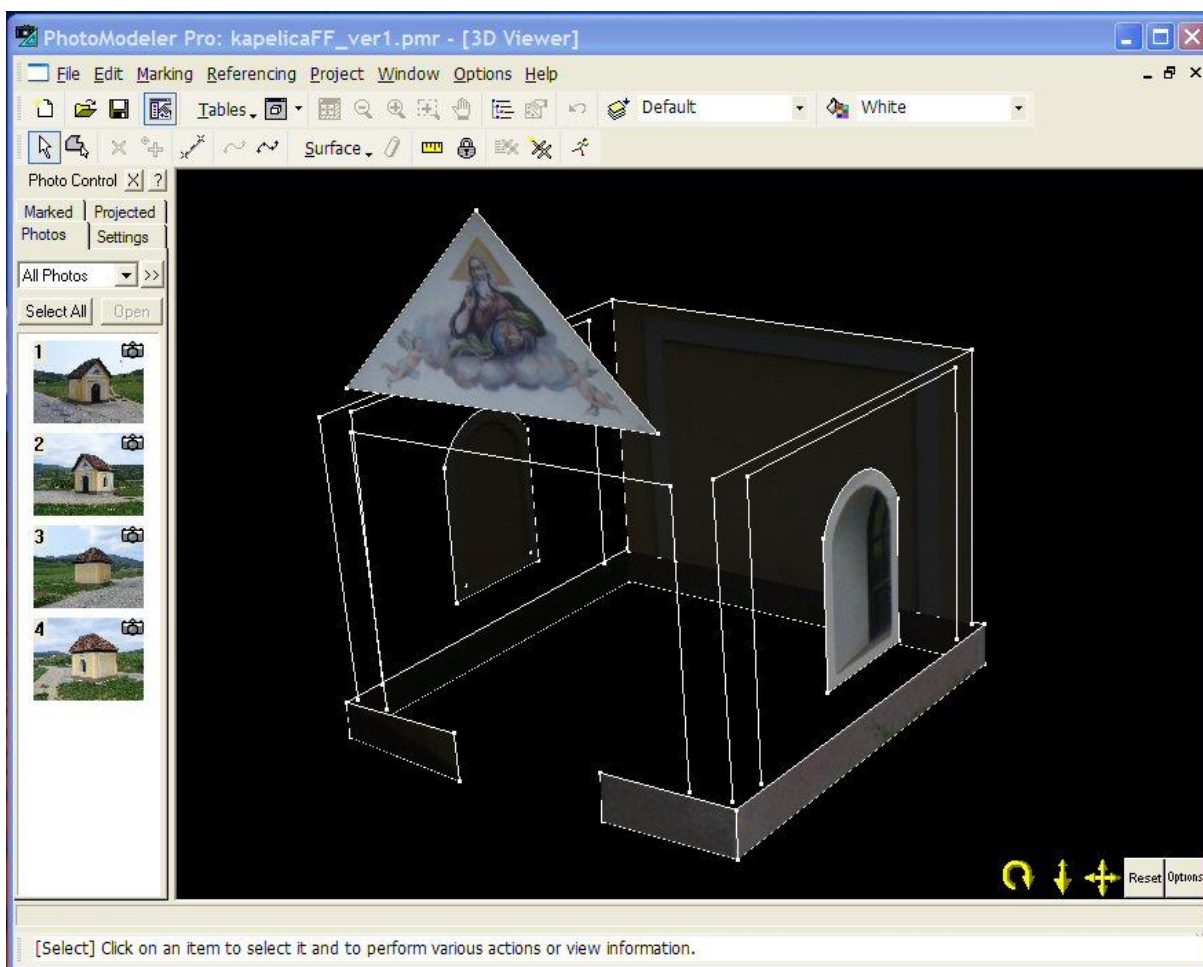 PhotoModeler Pro: kapelicaFF_ver1.pmr - [3D Viewer]
File Edit Marking Referencing Project Window Options Help
Tables Default White
Surface
Photo Control X ?
Marked Projected
Photos Settings
All Photos >>
Select All Open
1
2
3
4
Reset Options
[Select] Click on an item to select it and to perform various actions or view information.